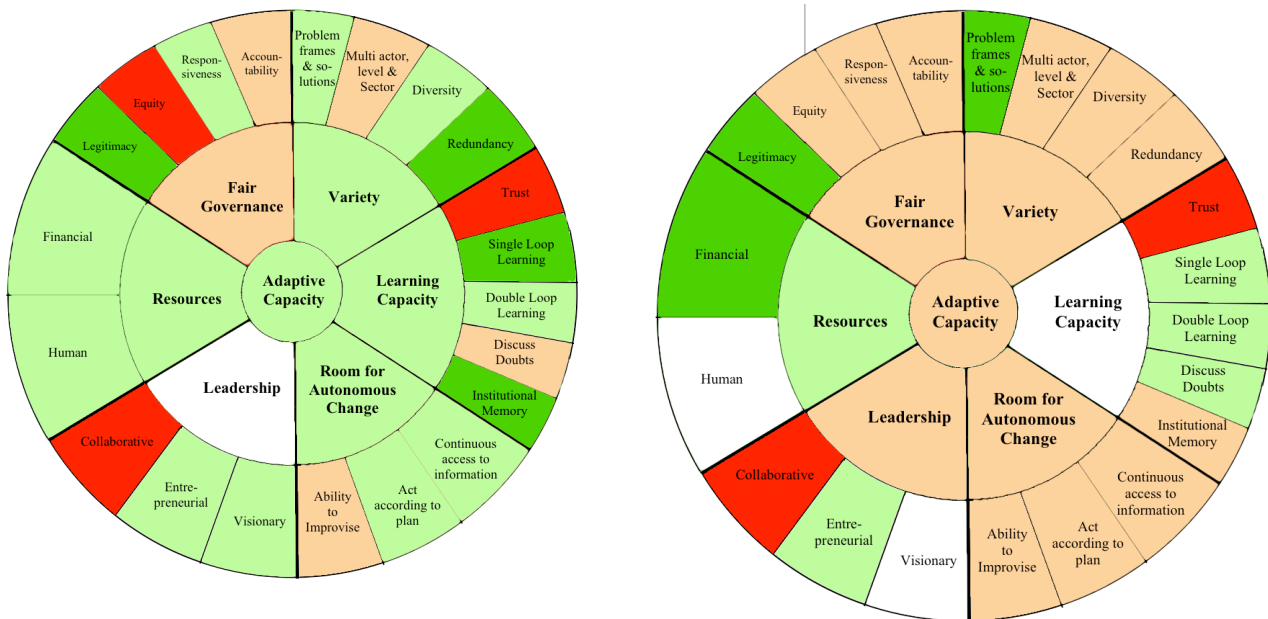 Problem
frames
& so-
lutions
Multi actor,
level &
Sector
Diversity
Redundancy
Trust
Single Loop
Learning
Double Loop
Learning
Discuss
Doubts
Institutional
Memory
Continuous
access to
information
Act
according to
plan
Ability
to
Improvise
Visionary
Entre-
preneurial
Collaborative
Human
Financial
Legitimacy
Equity
Respon-
siveness
Accoun-
tability
Fair
Governance
Variety
Resources
Adaptive
Capacity
Learning
Capacity
Leadership
Room for
Autonomous
Change
Problem
frames
& so-
lutions
Multi actor,
level &
Sector
Diversity
Redundancy
Trust
Single Loop
Learning
Double Loop
Learning
Discuss
Doubts
Institutional
Memory
Continuous
access to
information
Act
according to
plan
Ability
to
Improvise
Visionary
Entre-
preneurial
Collaborative
Human
Financial
Legitimacy
Equity
Respon-
siveness
Accoun-
tability
Fair
Governance
Variety
Resources
Adaptive
Capacity
Learning
Capacity
Leadership
Room for
Autonomous
Change